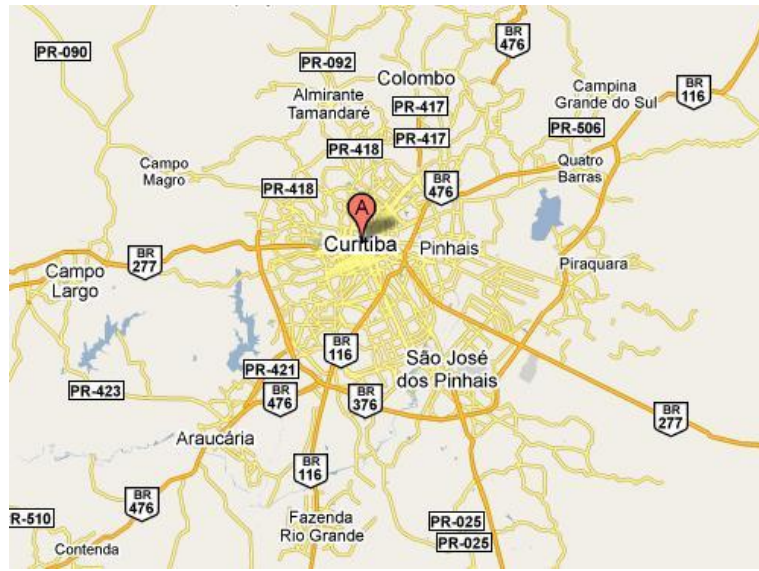 BR
476
PR-090
PR-092
Colombo
Campina
Grande do Sul
BR
116
Almirante
Tamandaré
PR-417
PR-417
PR-506
PR-418
Campo
Magro
Quatro
Barras
PR-418
BR
476
A
Curitiba
Pinhais
BR
277
Piraquara
Campo
Largo
BR
116
São José
dos Pinhais
PR-421
PR-423
BR
476
BR
376
BR
277
Araucária
BR
116
BR
476
PR-510
Fazenda
Rio Grande
PR-025
PR-025
Contenda